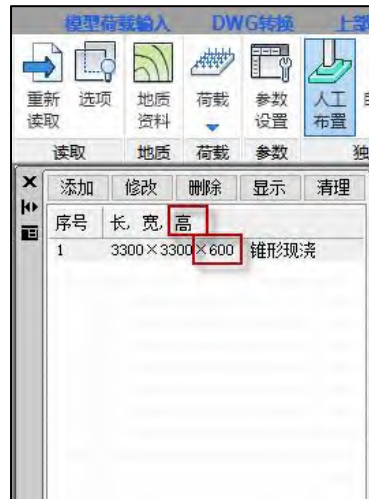 模型荷载输入 DWG转换 上部
重新读取 选项 地质资料 荷载 参数设置 人工布置
读取 地质 荷载 参数 独
添加 修改 删除 显示 清理
序号 长, 宽, 高
1 3300×3300×600 锥形现浇